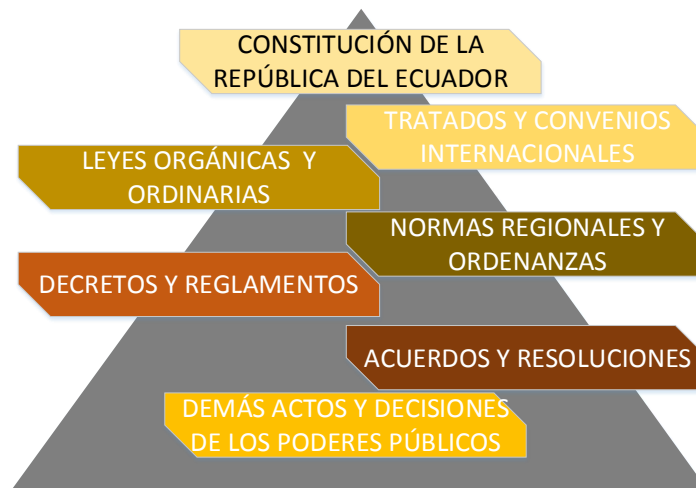 CONSTITUCIÓN DE LA
REPÚBLICA DEL ECUADOR
TRATADOS Y CONVENIOS
INTERNACIONALES
LEYES ORGÁNICAS Y
ORDINARIAS
NORMAS REGIONALES Y
ORDENANZAS
DECRETOS Y REGLAMENTOS
ACUERDOS Y RESOLUCIONES
DEMÁS ACTOS Y DECISIONES
DE LOS PODERES PÚBLICOS